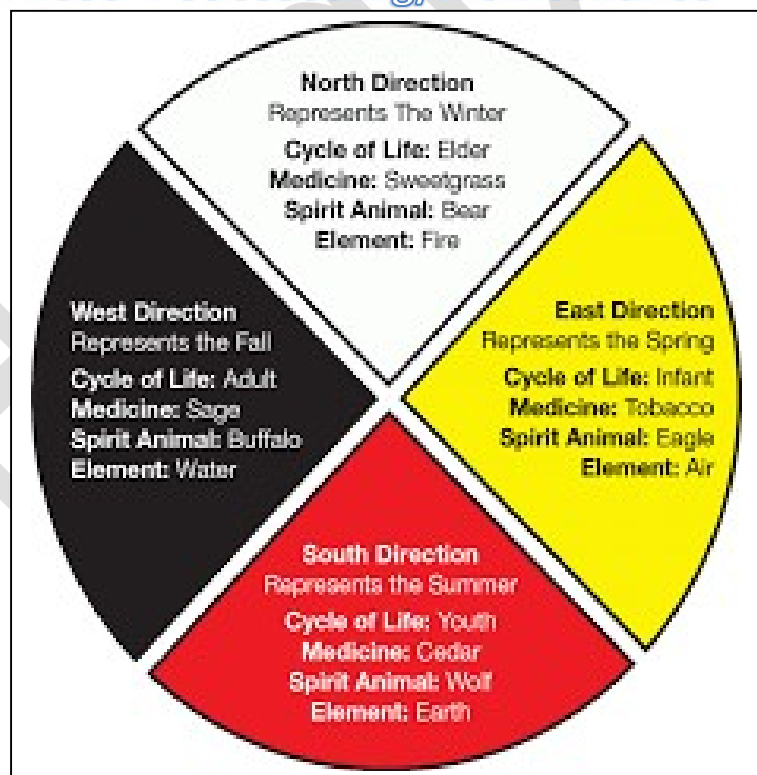 North Direction
Represents The Winter
Cycle of Life: Elder
Medicine: Sweetgrass
Spirit Animal: Bear
Element: Fire
West Direction
Represents the Fall
Cycle of Life: Adult
Medicine: Sage
Spirit Animal: Buffalo
Element: Water
East Direction
Represents the Spring
Cycle of Life: Infant
Medicine: Tobacco
Spirit Animal: Eagle
Element: Air
South Direction
Represents the Summer
Cycle of Life: Youth
Medicine: Cedar
Spirit Animal: Wolf
Element: Earth